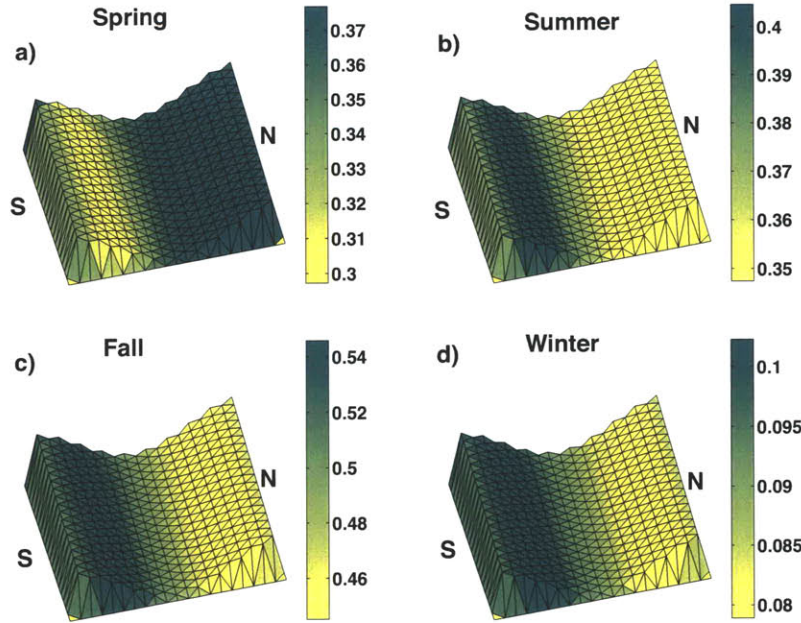 Spring
a)
N
S
0.37
0.36
0.35
0.34
0.33
0.32
0.31
0.3
Summer
b)
N
S
0.4
0.39
0.38
0.37
0.36
0.35
Fall
c)
N
S
0.54
0.52
0.5
0.48
0.46
Winter
d)
N
S
0.1
0.095
0.09
0.085
0.08